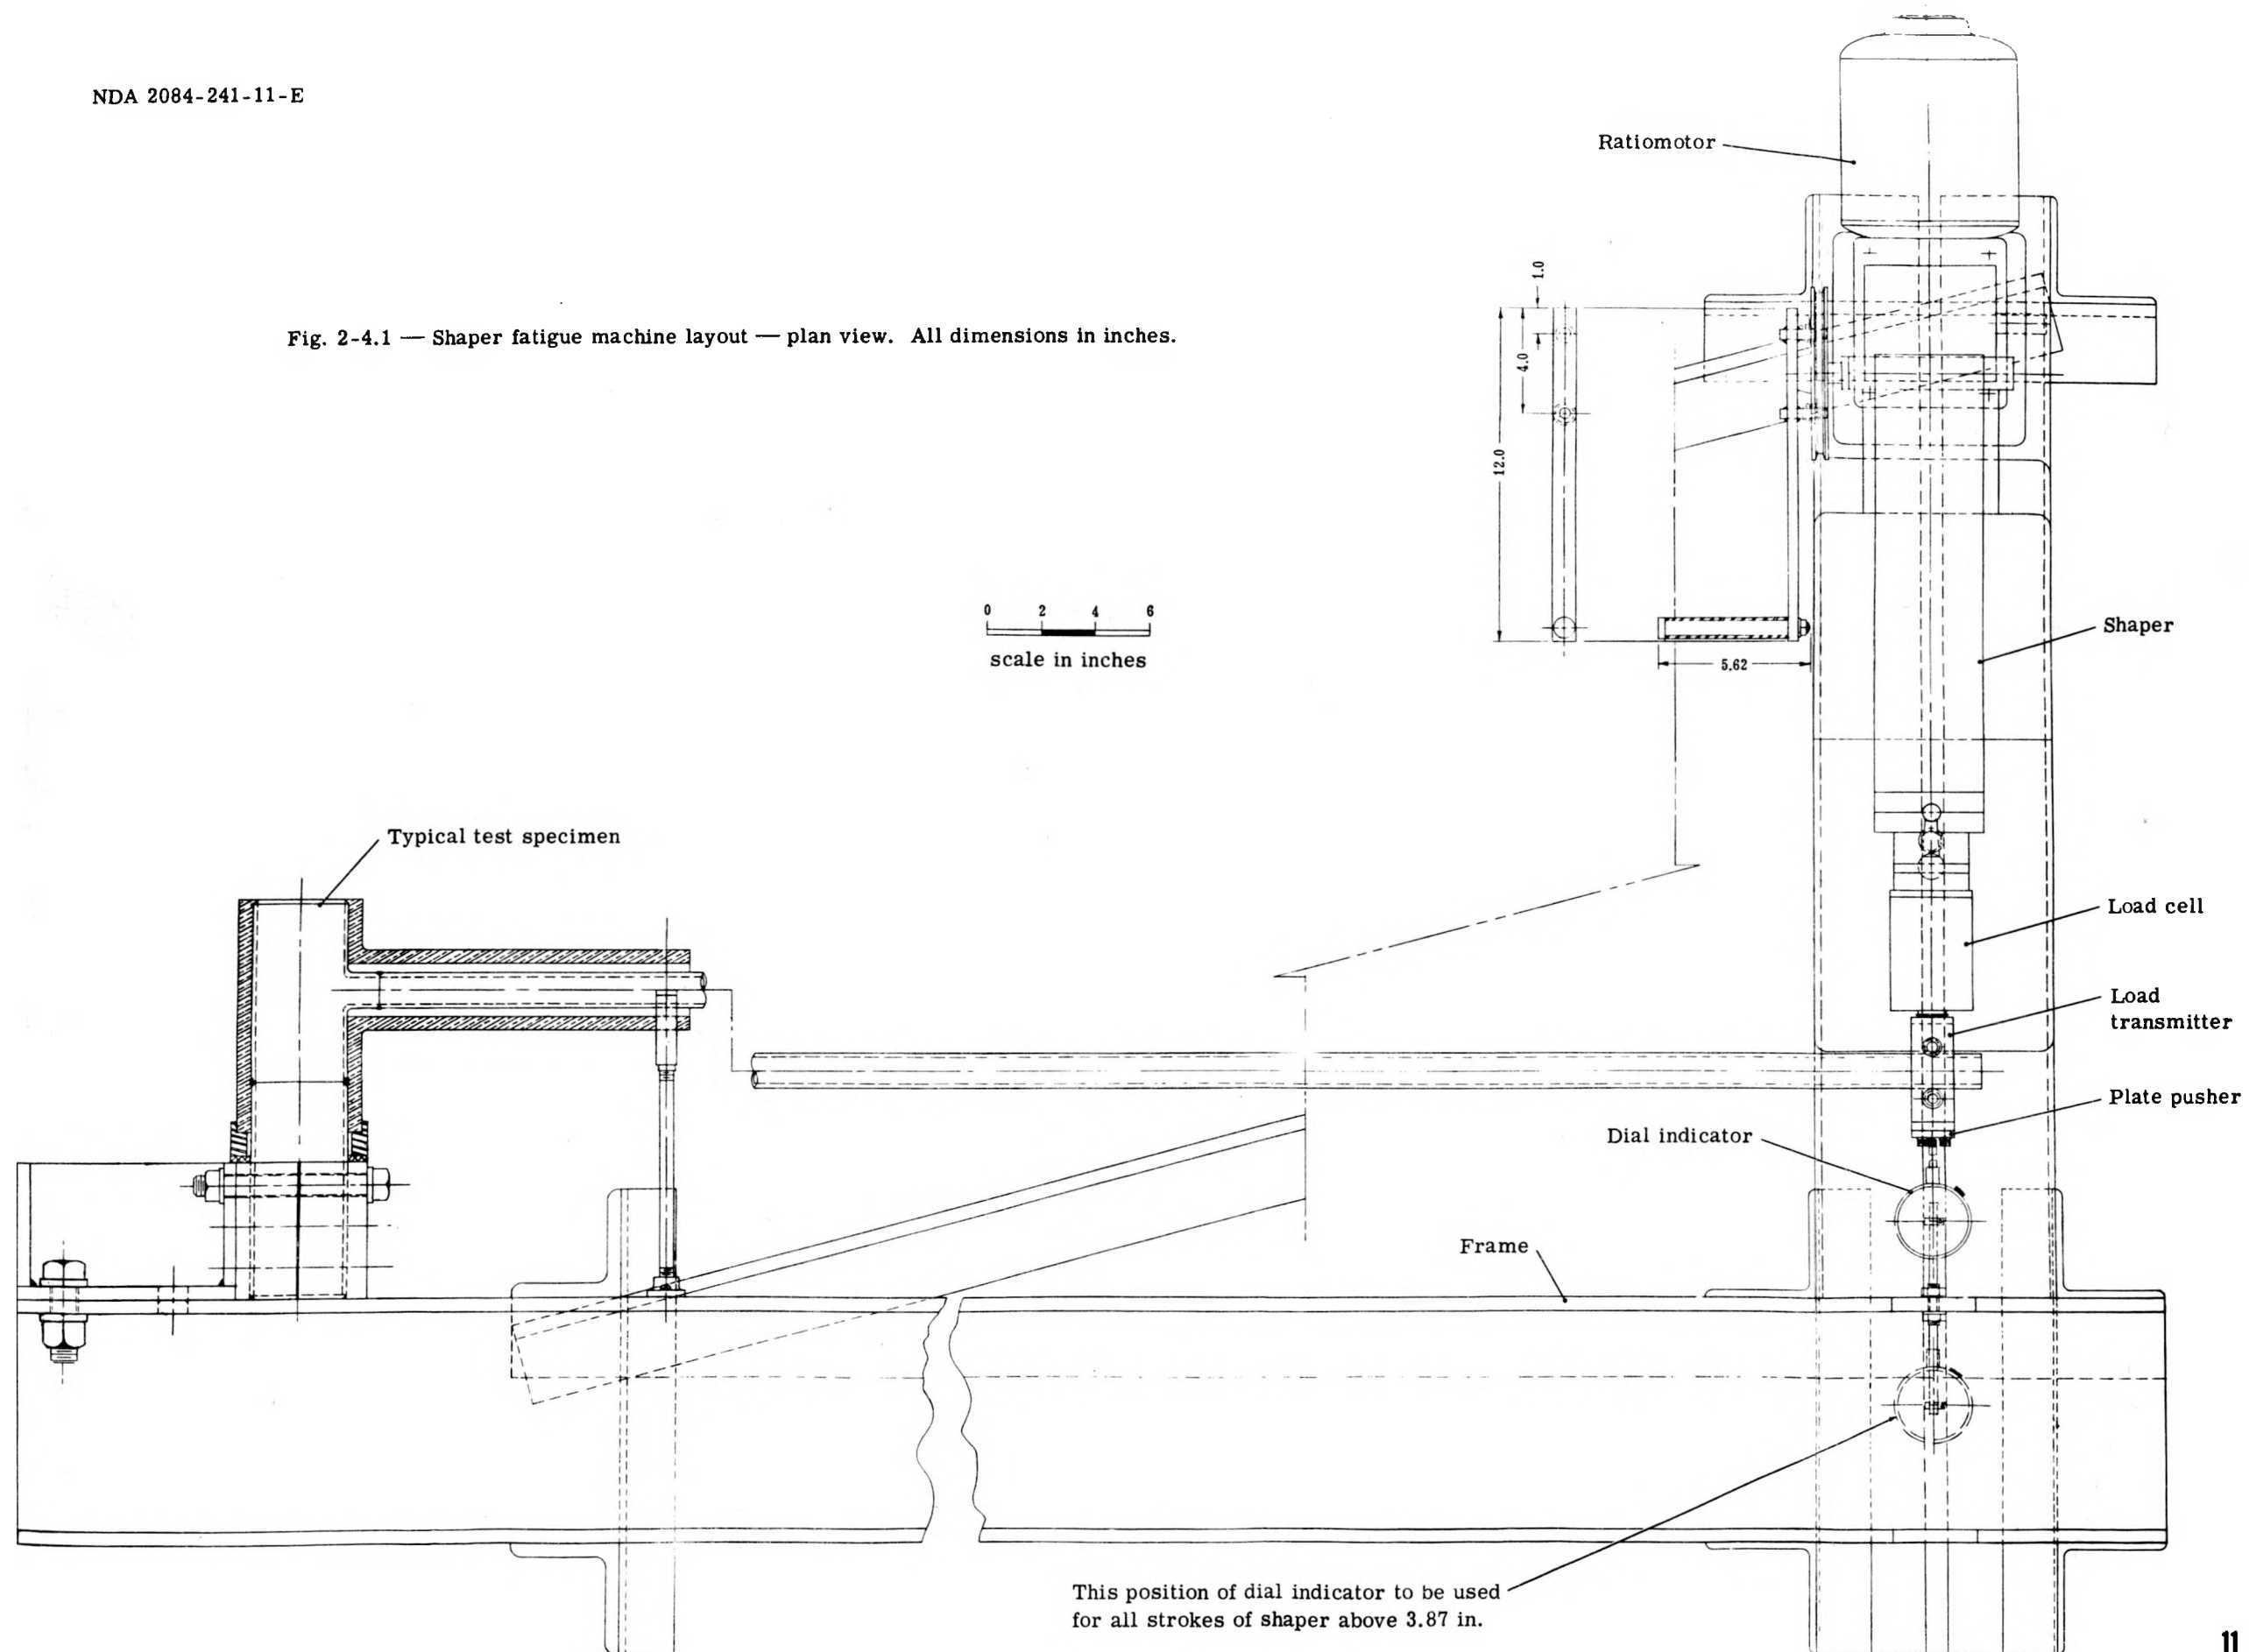 NDA 2084-241-11-E
Ratiomotor
1.0
Fig. 2-4.1 — Shaper fatigue machine layout — plan view. All dimensions in inches.
4.0
12.0
0 2 4 6
scale in inches
Shaper
5.62
Typical test specimen
Load cell
Load
transmitter
Plate pusher
Dial indicator
Frame
This position of dial indicator to be used
for all strokes of shaper above 3.87 in.
11